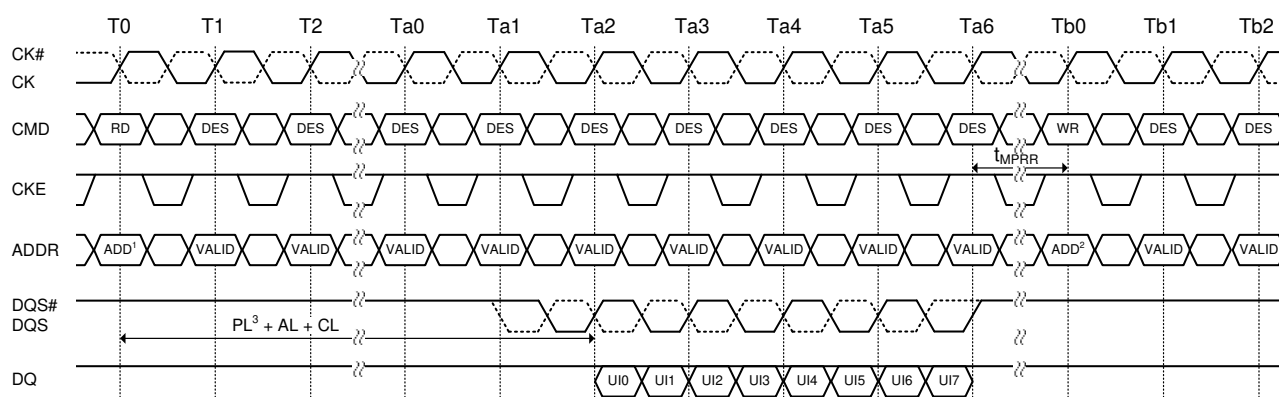 T0 T1 T2 Ta0 Ta1 Ta2 Ta3 Ta4 Ta5 Ta6 Tb0 Tb1 Tb2
CK#
CK
CMD RD DES DES DES DES DES DES DES DES DES WR DES DES
tMPRR
CKE
ADDR ADD¹ VALID VALID VALID VALID VALID VALID VALID VALID VALID ADD² VALID VALID
DQS#
DQS
PL³ + AL + CL
DQ UI0 UI1 UI2 UI3 UI4 UI5 UI6 UI7